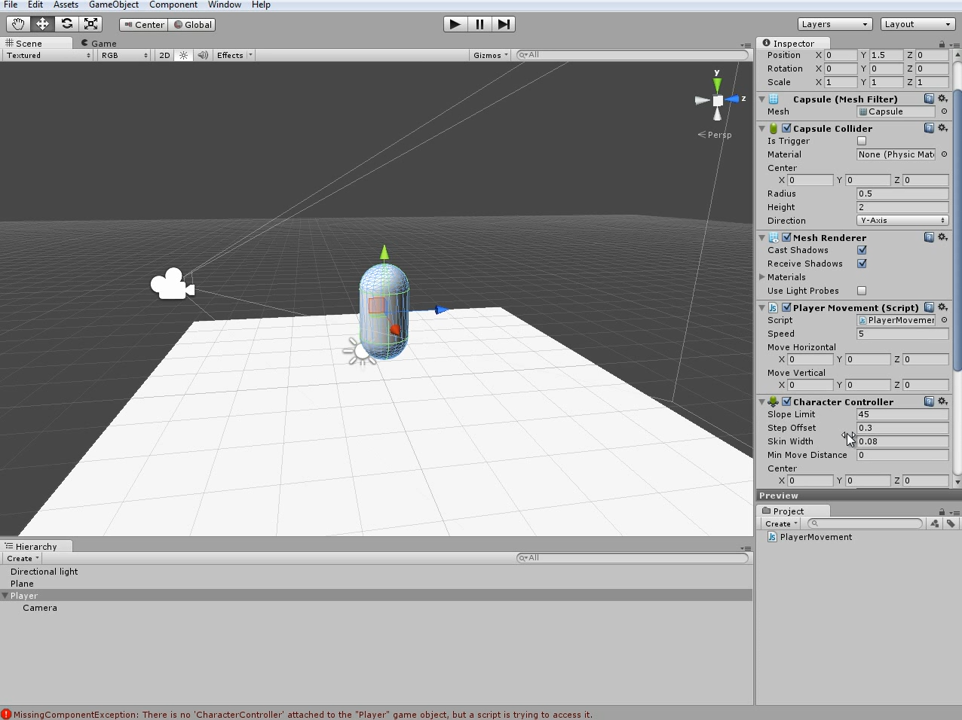 File Edit Assets GameObject Component Window Help
Center Global Layers Layout
Scene Game
Textured RGB 2D Effects Gizmos All
y
z
Persp
Inspector
Position X 0 Y 1.5 Z 0
Rotation X 0 Y 0 Z 0
Scale X 1 Y 1 Z 1
Capsule (Mesh Filter)
Mesh Capsule
Capsule Collider
Is Trigger
Material None (Physic Mat
Center
X 0 Y 0 Z 0
Radius 0.5
Height 2
Direction Y-Axis
Mesh Renderer
Cast Shadows
Receive Shadows
Materials
Use Light Probes
Player Movement (Script)
Script PlayerMovemer
Speed 5
Move Horizontal
X 0 Y 0 Z 0
Move Vertical
X 0 Y 0 Z 0
Character Controller
Slope Limit 45
Step Offset 0.3
Skin Width 0.08
Min Move Distance 0
Center
X 0 Y 0 Z 0
Preview
Project
Create
PlayerMovement
Hierarchy
Create All
Directional light
Plane
Player
Camera
MissingComponentException: There is no 'CharacterController' attached to the "Player" game object, but a script is trying to access it.